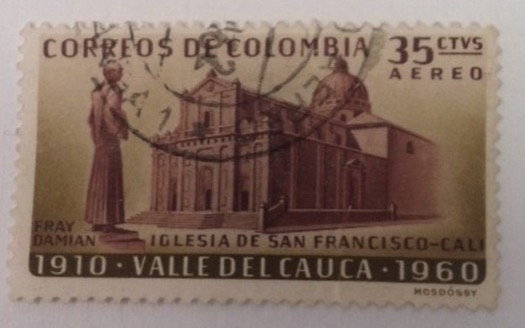 CORREOS DE COLOMBIA 35 CTVS
AEREO
FRAY
DAMIAN
IGLESIA DE SAN FRANCISCO-CALI
1910 · VALLE DEL CAUCA · 1960
MOSDÓSSY